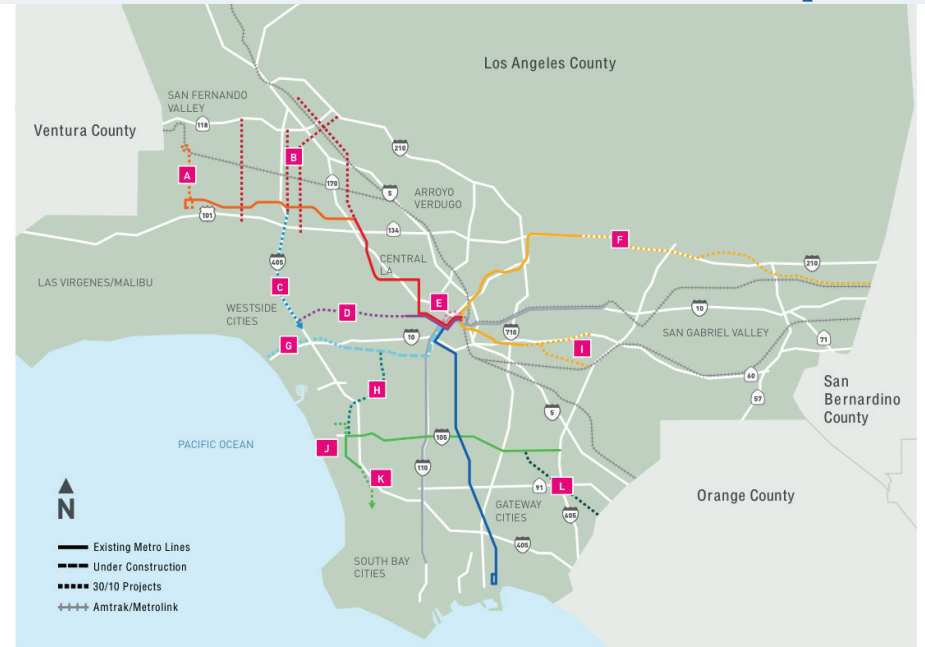 Los Angeles County
SAN FERNANDO
VALLEY
118
Ventura County
B
210
A
170
5
ARROYO
VERDUGO
101
134
F
405
CENTRAL
LA
210
LAS VIRGENES/MALIBU
C
WESTSIDE
CITIES
D
E
10
10
710
SAN GABRIEL VALLEY
71
G
I
60
San
Bernardino
County
H
57
5
PACIFIC OCEAN
J
105
110
K
91
L
Orange County
N
GATEWAY
CITIES
605
405
Existing Metro Lines
Under Construction
30/10 Projects
Amtrak/Metrolink
SOUTH BAY
CITIES